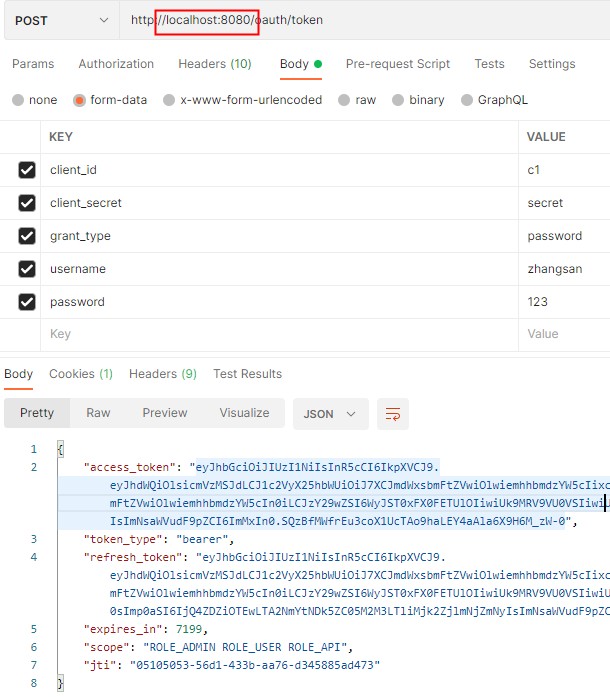 POST http://localhost:8080/oauth/token
Params Authorization Headers (10) Body Pre-request Script Tests Settings
none form-data x-www-form-urlencoded raw binary GraphQL
KEY VALUE
client_id c1
client_secret secret
grant_type password
username zhangsan
password 123
Key Value
Body Cookies (1) Headers (9) Test Results
Pretty Raw Preview Visualize JSON
1 {
2 "access_token": "eyJhbGciOiJIUzI1NiIsInR5cCI6IkpXVCJ9.
eyJhdWQiOlsicmVzMSJdLCJ1c2VyX25hbWUiOiJ7XCJmdWxsbmFtZVwiOlwiemhhbmdzYW5cIixc
mFtZVwiOlwiemhhbmdzYW5cIn0iLCJzY29wZSI6WyJST0xFX0FETUlOIiwiUk9MRV9VU0VSIiwiU
IsImNsaWVudF9pZCI6ImMxIn0.SQzBfMWfrEu3coX1UcTAo9haLEY4aAla6X9H6M_zW-0",
3 "token_type": "bearer",
4 "refresh_token": "eyJhbGciOiJIUzI1NiIsInR5cCI6IkpXVCJ9.
eyJhdWQiOlsicmVzMSJdLCJ1c2VyX25hbWUiOiJ7XCJmdWxsbmFtZVwiOlwiemhhbmdzYW5cIixc
mFtZVwiOlwiemhhbmdzYW5cIn0iLCJzY29wZSI6WyJST0xFX0FETUlOIiwiUk9MRV9VU0VSIiwiU
0sImp0aSI6IjQ4ZDZiOTEwLTA2NmYtNDk5ZC05M2M3LTliMjk2ZjlmNjZmNyIsImNsaWVudF9pZC
5 "expires_in": 7199,
6 "scope": "ROLE_ADMIN ROLE_USER ROLE_API",
7 "jti": "05105053-56d1-433b-aa76-d345885ad473"
8 }